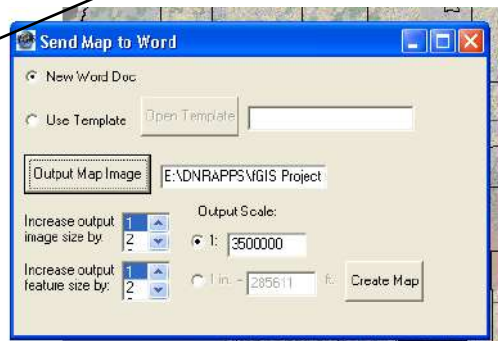 Send Map to Word
New Word Doc
Use Template Open Template
Output Map Image E:\DNRAPPS\fGIS Project
Increase output image size by: 1 2
Output Scale:
1: 3500000
Increase output feature size by: 1 2
1 in. = 285611 ft. Create Map